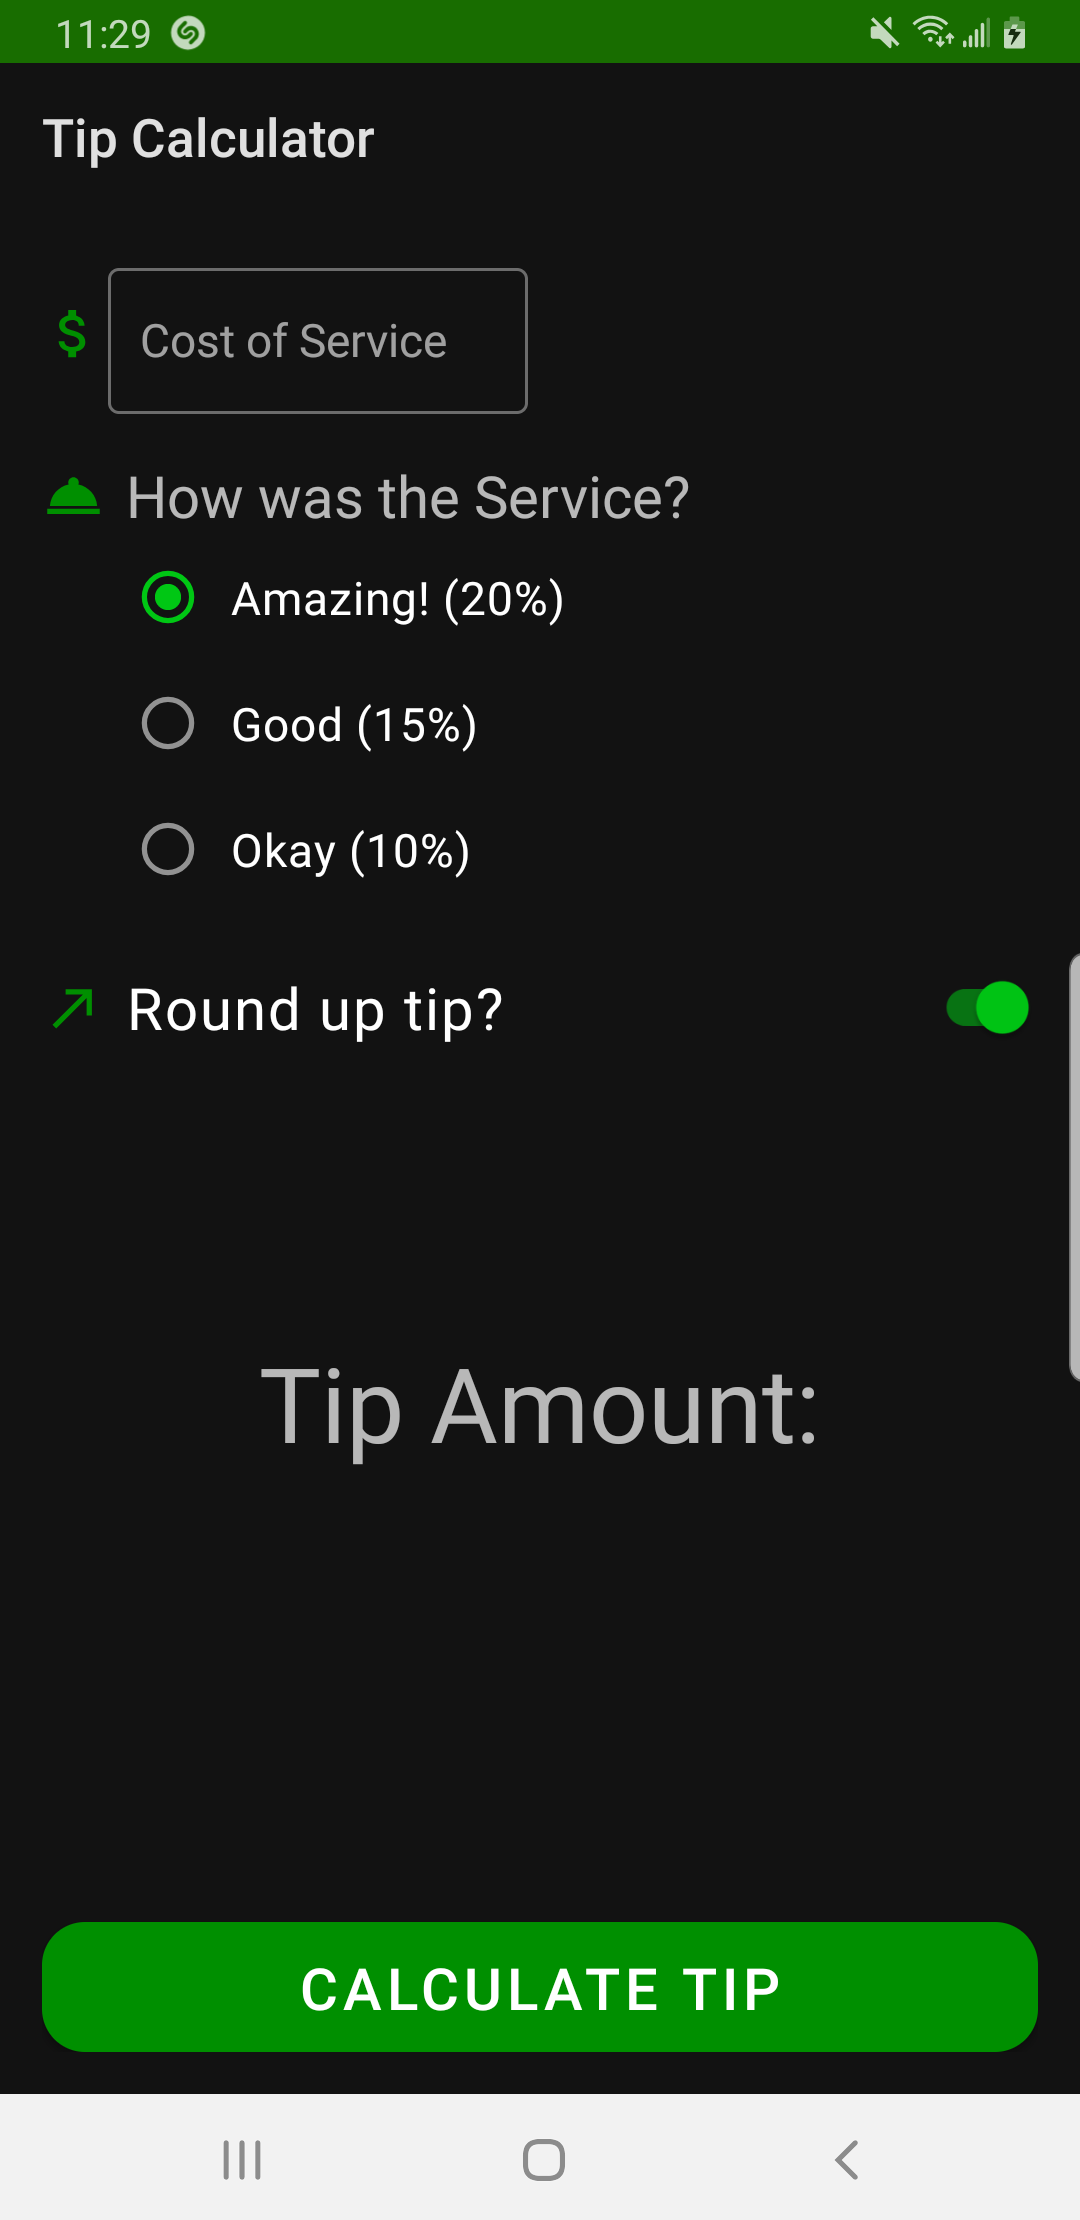 11:29
Tip Calculator
$
Cost of Service
How was the Service?
Amazing! (20%)
Good (15%)
Okay (10%)
Round up tip?
Tip Amount:
CALCULATE TIP